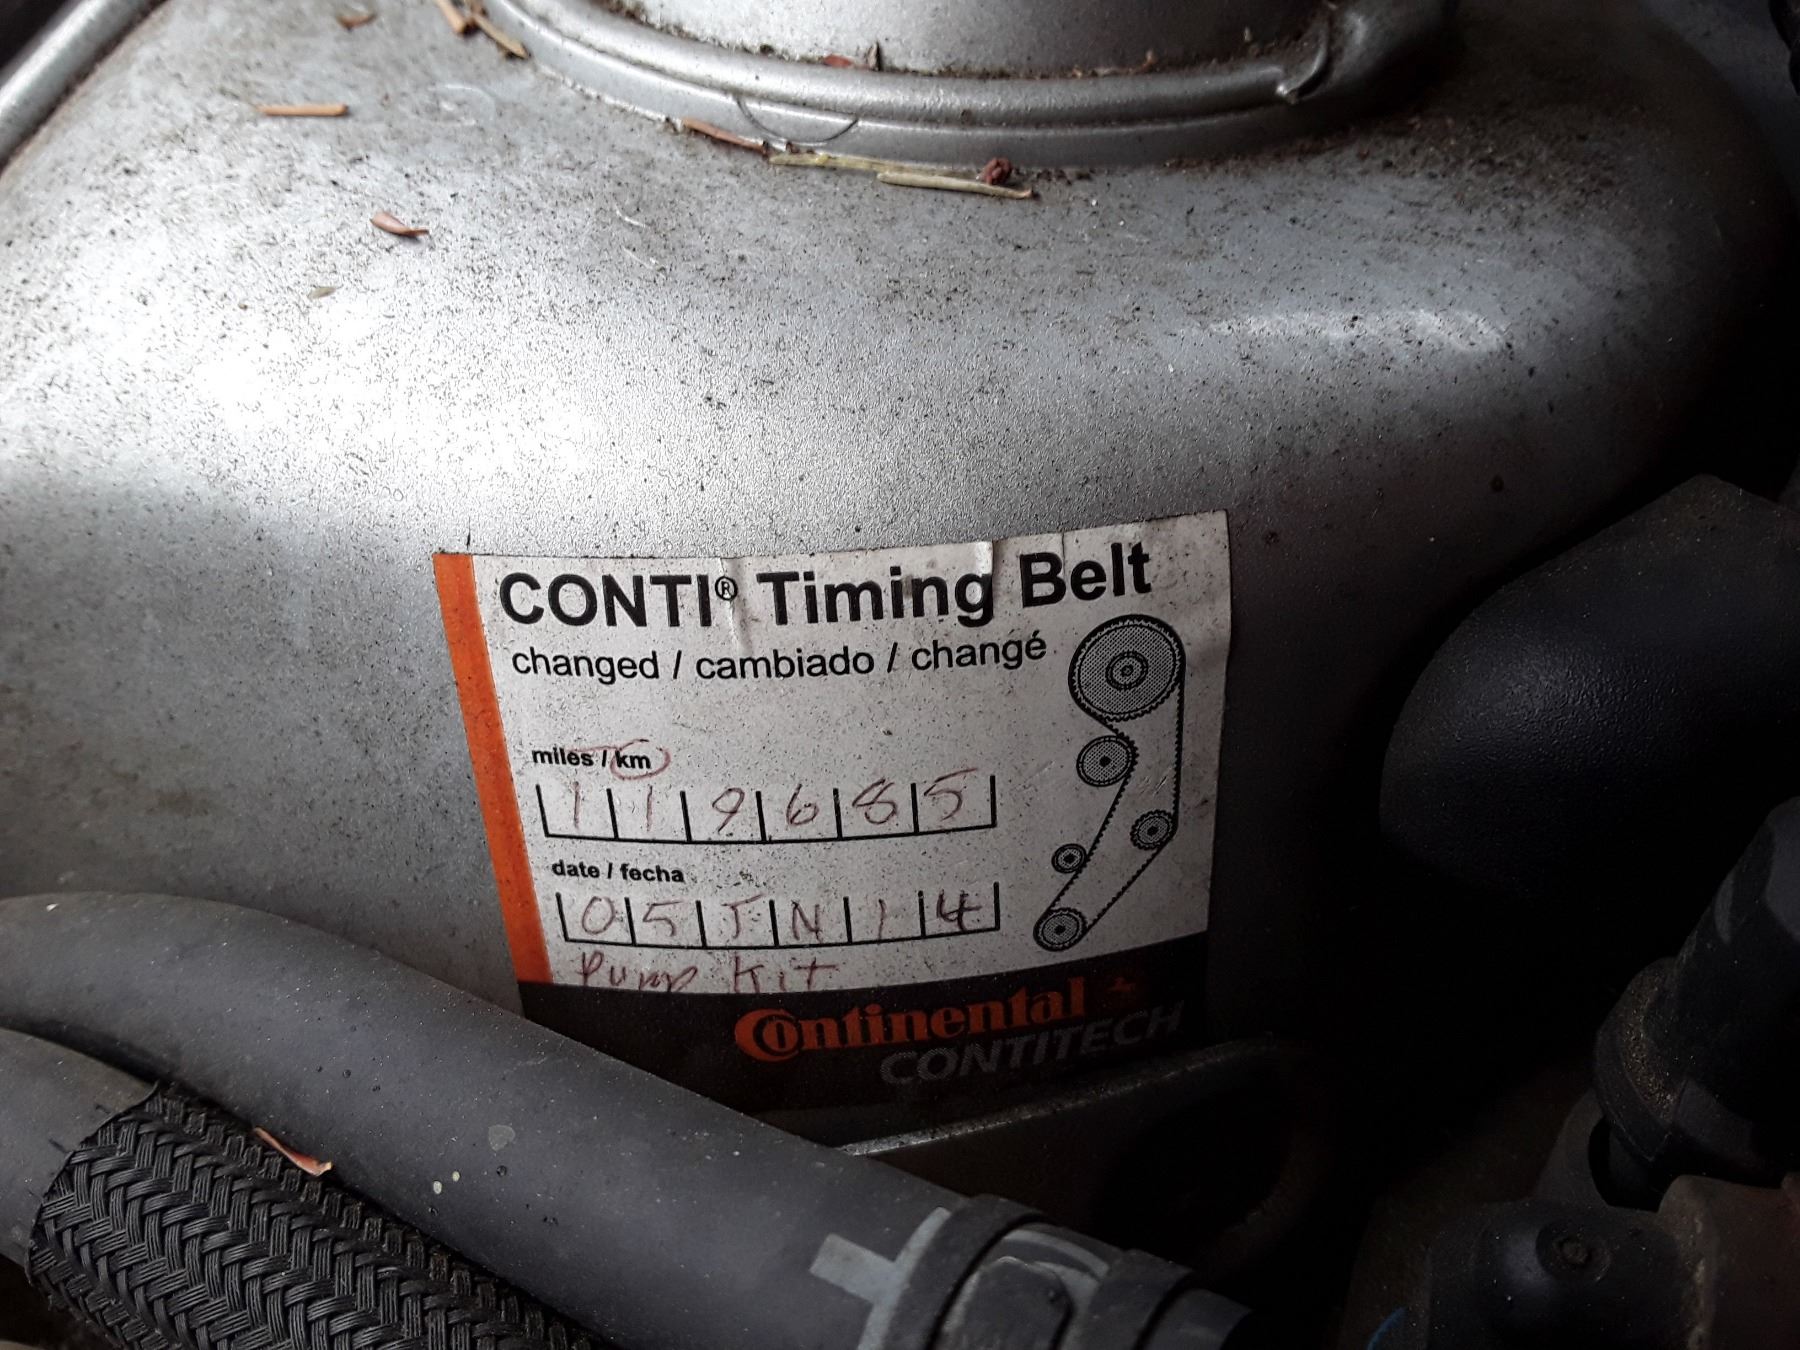 CONTI® Timing Belt
changed / cambiado / changé
miles / km
119685
date / fecha
05JN14
Pump Kit
Continental
CONTITECH